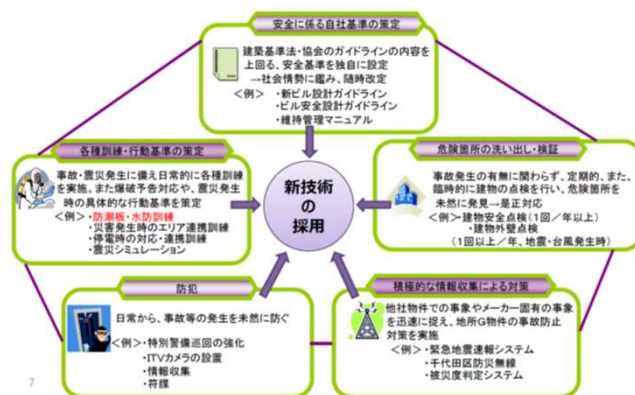 安全に係る自社基準の策定
建築基準法・協会のガイドラインの内容を
上回る、安全基準を独自に設定
→社会情勢に鑑み、随時改定
<例> ・新ビル設計ガイドライン
・ビル安全設計ガイドライン
・維持管理マニュアル
各種訓練・行動基準の策定
事故・震災発生に備え日常的に各種訓練
を実施。また爆破予告対応や、震災発生
時の具体的な行動基準を策定
<例>・防潮板・水防訓練
・災害発生時のエリア連携訓練
・停電時の対応・連携訓練
・震災シミュレーション
新技術
の
採用
危険箇所の洗い出し・検証
事故発生の有無に関わらず、定期的、また、
臨時的に建物の点検を行い、危険箇所を
未然に発見→是正対応
<例>・建物安全点検(1回/年以上)
・建物外壁点検
(1回以上/年、地震・台風発生時)
防犯
日常から、事故等の発生を未然に防ぐ
<例>・特別警備巡回の強化
・ITVカメラの設置
・情報収集
・符牒
積極的な情報収集による対策
他社物件での事象やメーカー固有の事象
を迅速に捉え、地所G物件の事故防止
対策を実施
<例>・緊急地震速報システム
・千代田区防災無線
・被災度判定システム
7